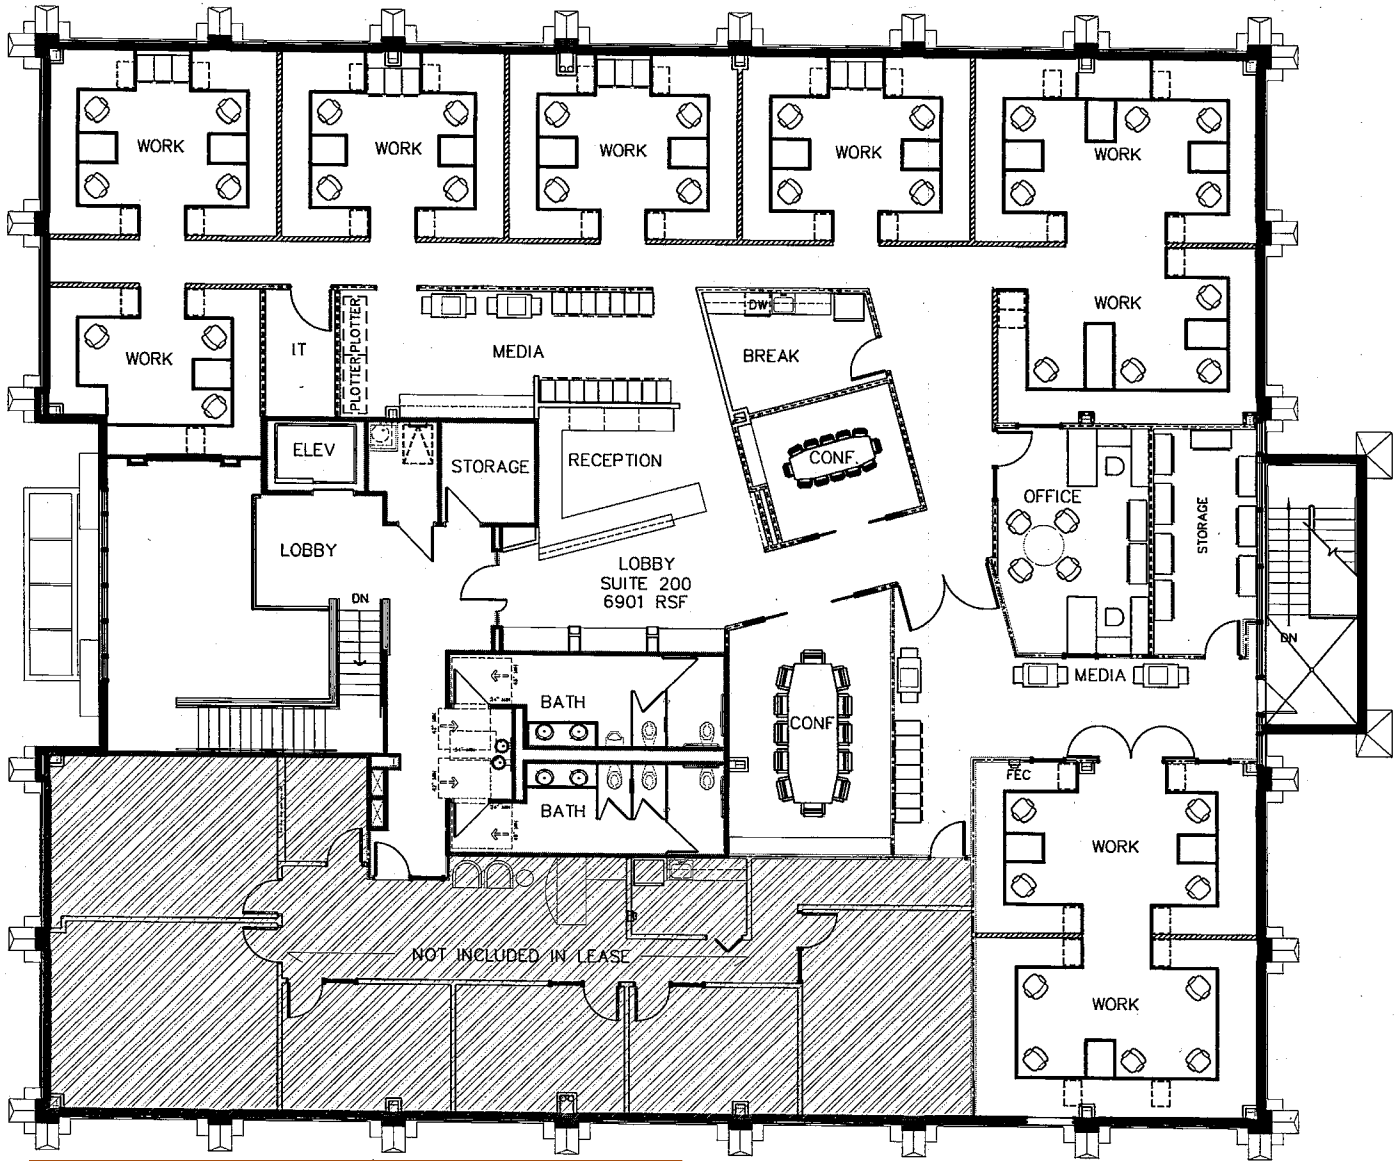 WORK
WORK
WORK
WORK
WORK
WORK
DW
PLOTTER
PLOTTER
IT
MEDIA
BREAK
WORK
ELEV
STORAGE
RECEPTION
CONF.
OFFICE
STORAGE
LOBBY
LOBBY
SUITE 200
6901 RSF
DN
DN
BATH
MEDIA
CONF
FEC
BATH
WORK
NOT INCLUDED IN LEASE
WORK